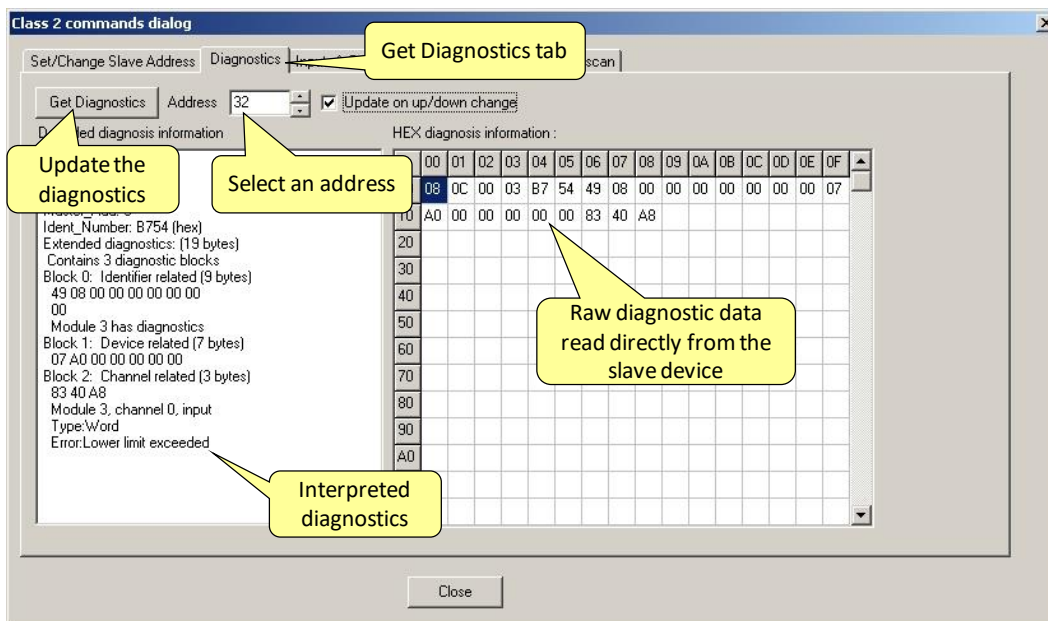 Class 2 commands dialog
Set/Change Slave Address Diagnostics
Get Diagnostics tab
scan
Get Diagnostics Address 32 Update on up/down change
diagnosis information
HEX diagnosis information :
Update the
diagnostics
Select an address
Ident_Number: B754 (hex)
Extended diagnostics: (19 bytes)
Contains 3 diagnostic blocks
Block 0: Identifier related (9 bytes)
49 08 00 00 00 00 00 00
00
Module 3 has diagnostics
Block 1: Device related (7 bytes)
07 A0 00 00 00 00 00
Block 2: Channel related (3 bytes)
83 40 A8
Module 3, channel 0, input
Type:Word
Error:Lower limit exceeded
Interpreted
diagnostics
00 01 02 03 04 05 06 07 08 09 0A 0B 0C 0D 0E 0F
08 0C 00 03 B7 54 49 08 00 00 00 00 00 00 00 07
10 A0 00 00 00 00 00 83 40 A8
20
30
40
50
60
70
80
90
A0
Raw diagnostic data
read directly from the
slave device
Close